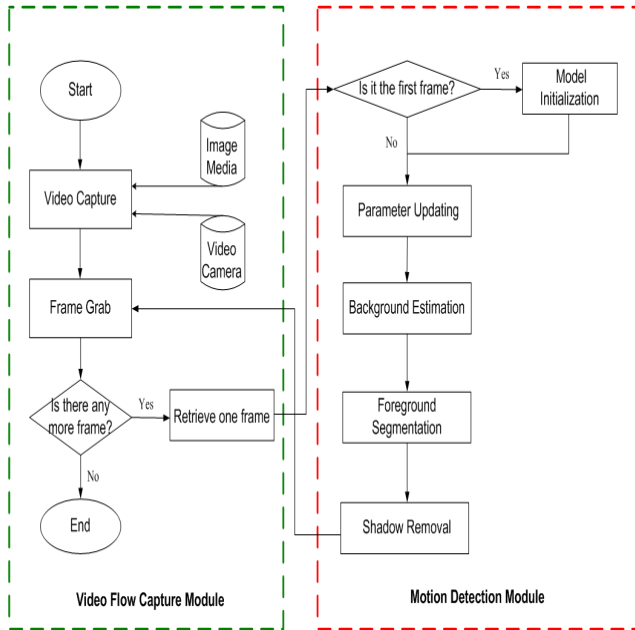 Start
Image
Media
Video Capture
Video
Camera
Frame Grab
Is there any
more frame?
Yes
Retrieve one frame
No
End
Video Flow Capture Module
Is it the first frame?
Yes
Model
Initialization
No
Parameter Updating
Background Estimation
Foreground
Segmentation
Shadow Removal
Motion Detection Module